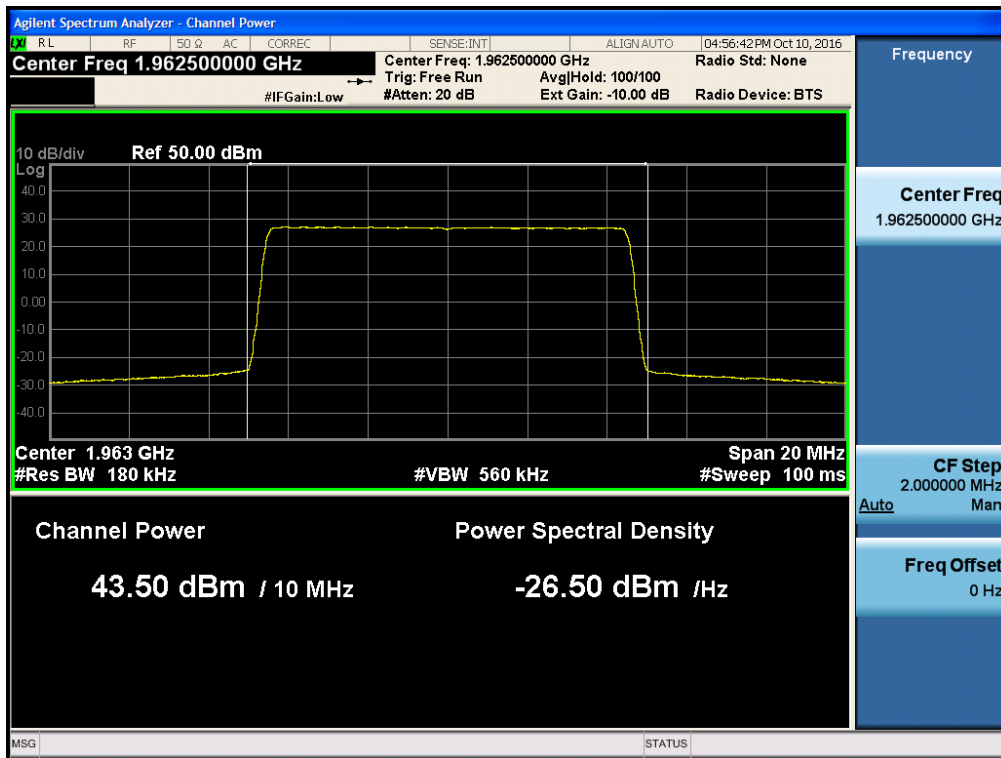 Agilent Spectrum Analyzer - Channel Power
LXI RL RF 50 Ω AC CORREC SENSE:INT ALIGN AUTO 04:56:42 PM Oct 10, 2016
Center Freq 1.962500000 GHz
#IFGain:Low
Center Freq: 1.962500000 GHz
Trig: Free Run Avg|Hold: 100/100
#Atten: 20 dB Ext Gain: -10.00 dB
Radio Std: None
Radio Device: BTS
10 dB/div Ref 50.00 dBm
Log
40.0
30.0
20.0
10.0
0.00
-10.0
-20.0
-30.0
-40.0
Center 1.963 GHz Span 20 MHz
#Res BW 180 kHz #VBW 560 kHz #Sweep 100 ms
Channel Power
43.50 dBm / 10 MHz
Power Spectral Density
-26.50 dBm /Hz
Frequency
Center Freq
1.962500000 GHz
CF Step
2.000000 MHz
Auto Man
Freq Offset
0 Hz
MSG STATUS